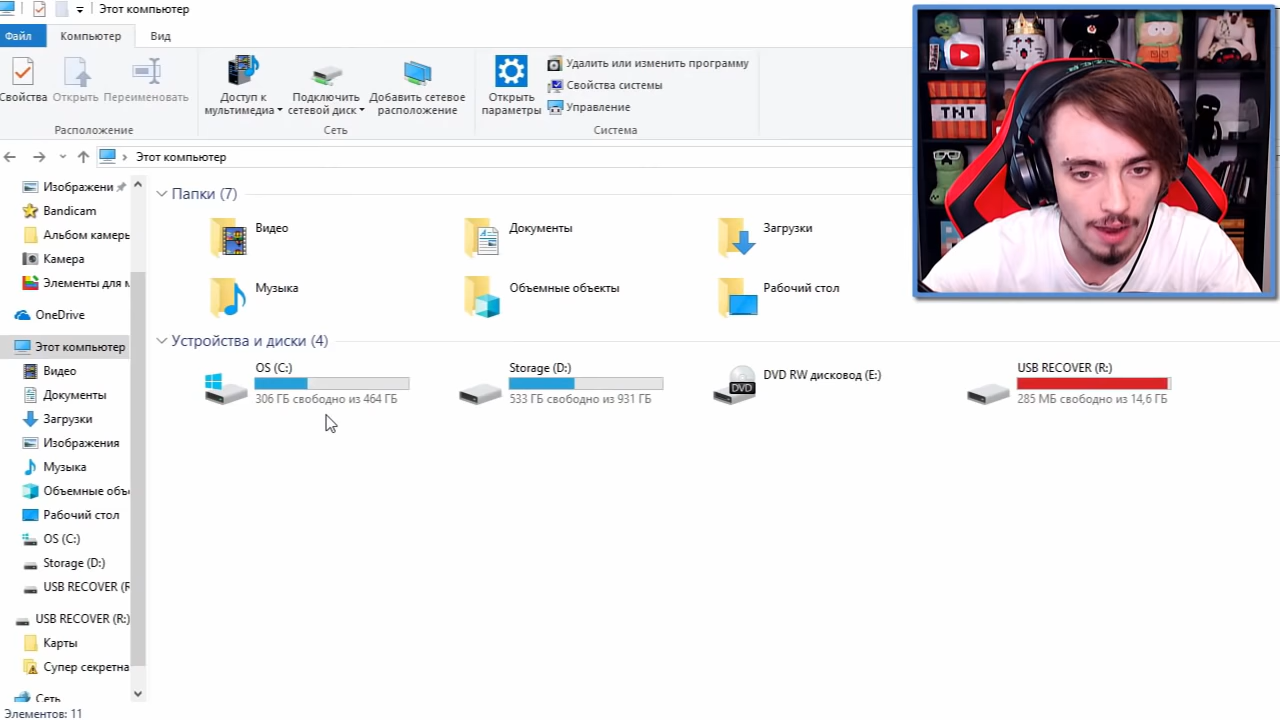 Этот компьютер
Файл
Компьютер
Вид
Свойства
Открыть
Переименовать
Расположение
Доступ к мультимедиа
Подключить сетевой диск
Добавить сетевое расположение
Сеть
Открыть параметры
Удалить или изменить программу
Свойства системы
Управление
Система
Этот компьютер
Изображени
Bandicam
Альбом камеры
Камера
Элементы для м
OneDrive
Этот компьютер
Видео
Документы
Загрузки
Изображения
Музыка
Объемные объ
Рабочий стол
OS (C:)
Storage (D:)
USB RECOVER (R
USB RECOVER (R:)
Карты
Супер секретна
Сеть
Папки (7)
Видео
Документы
Загрузки
Музыка
Объемные объекты
Рабочий стол
Устройства и диски (4)
OS (C:)
306 ГБ свободно из 464 ГБ
Storage (D:)
533 ГБ свободно из 931 ГБ
DVD
DVD RW дисковод (E:)
USB RECOVER (R:)
285 МБ свободно из 14,6 ГБ
Элементов: 11
TNT